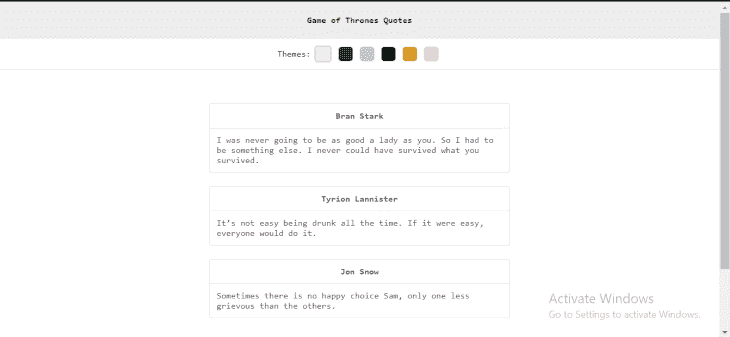 Game of Thrones Quotes
Themes:
Bran Stark
I was never going to be as good a lady as you. So I had to
be something else. I never could have survived what you
survived.
Tyrion Lannister
It’s not easy being drunk all the time. If it were easy,
everyone would do it.
Jon Snow
Sometimes there is no happy choice Sam, only one less
grievous than the others.
Activate Windows
Go to Settings to activate Windows.